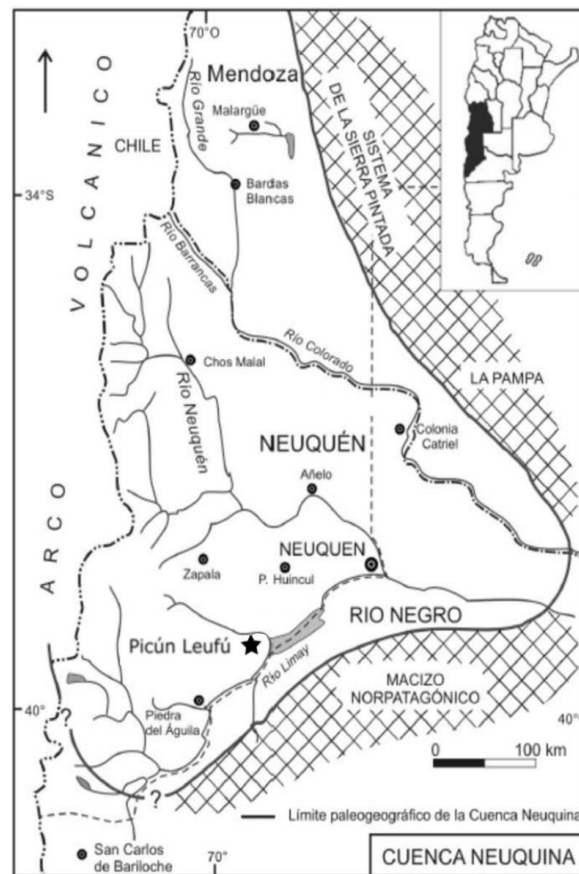 70°O
Mendoza
Malargüe
Río Grande
CHILE
SISTEMA
DE LA SIERRA PINTADA
34°S
Bardas
Blancas
VOLCANICO
Río Barrancas
Río Colorado
Chos Malal
LA PAMPA
Río Neuquén
Colonia
Catriel
NEUQUÉN
Añelo
ARCO
NEUQUEN
Zapala
P. Huincul
RIO NEGRO
Picún Leufú
Río Limay
MACIZO
NORPATAGÓNICO
40°
40°
?
Piedra
del Águila
0 100 km
?
Límite paleogeográfico de la Cuenca Neuquina
San Carlos
de Bariloche
70°
CUENCA NEUQUINA